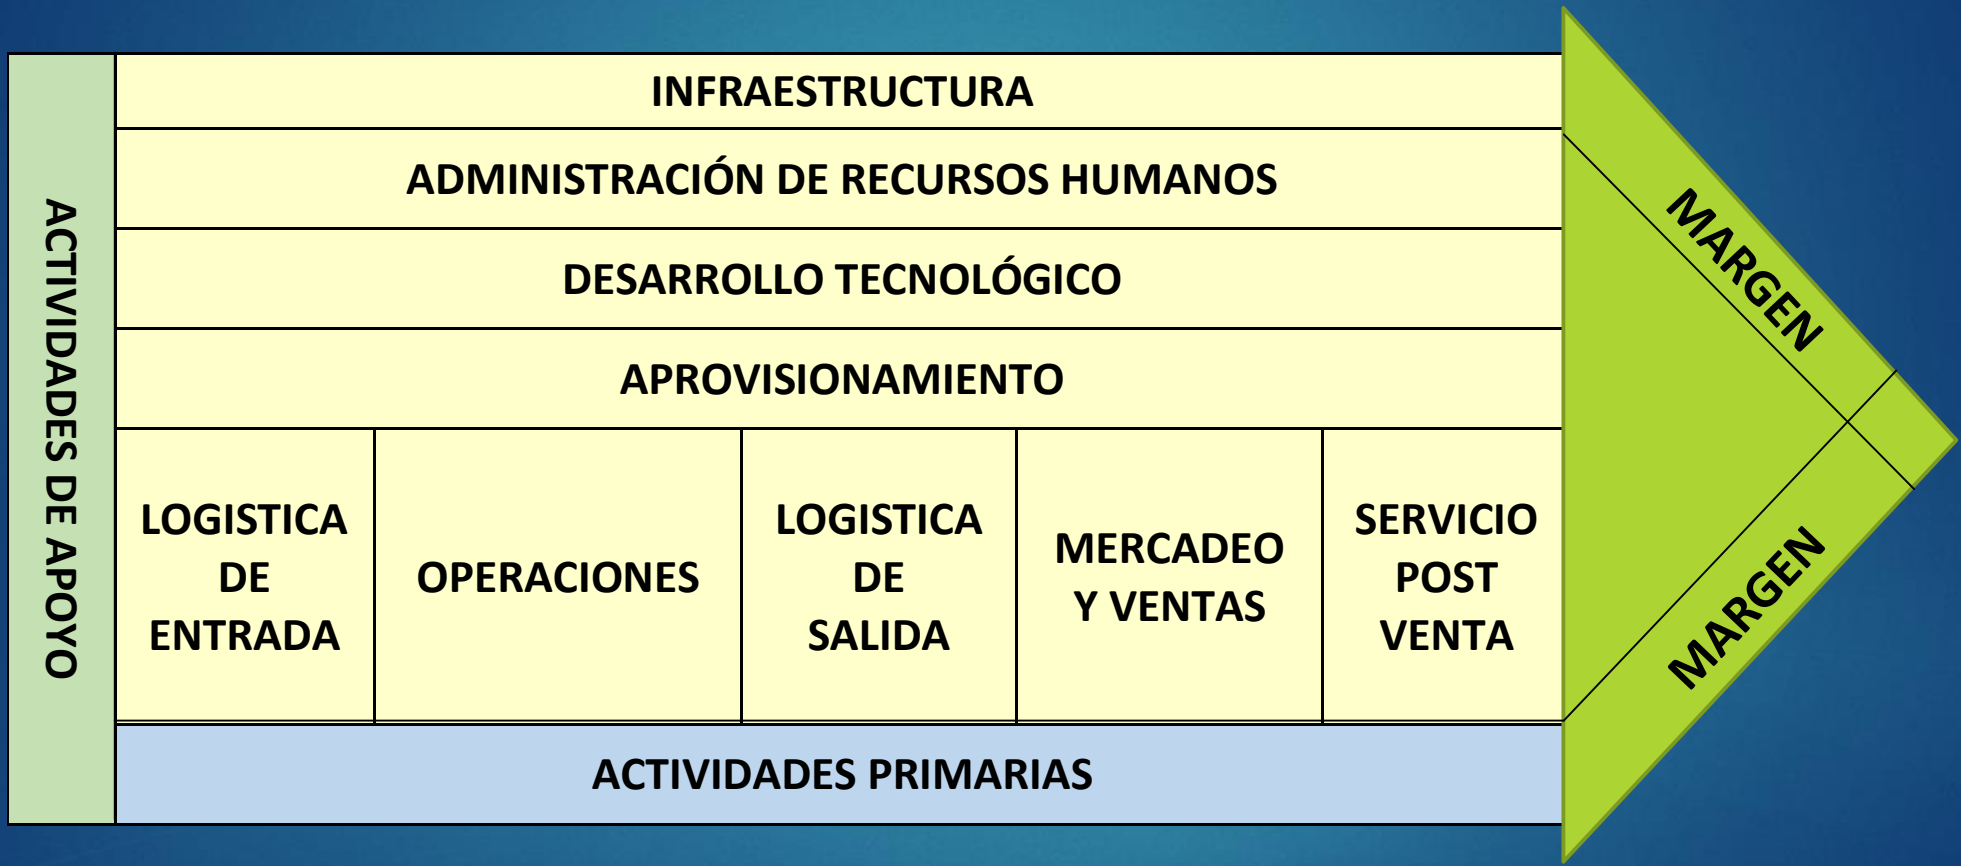 ACTIVIDADES DE APOYO
INFRAESTRUCTURA
ADMINISTRACIÓN DE RECURSOS HUMANOS
DESARROLLO TECNOLÓGICO
APROVISIONAMIENTO
LOGISTICA
DE
ENTRADA
OPERACIONES
LOGISTICA
DE
SALIDA
MERCADEO
Y VENTAS
SERVICIO
POST
VENTA
ACTIVIDADES PRIMARIAS
MARGEN
MARGEN